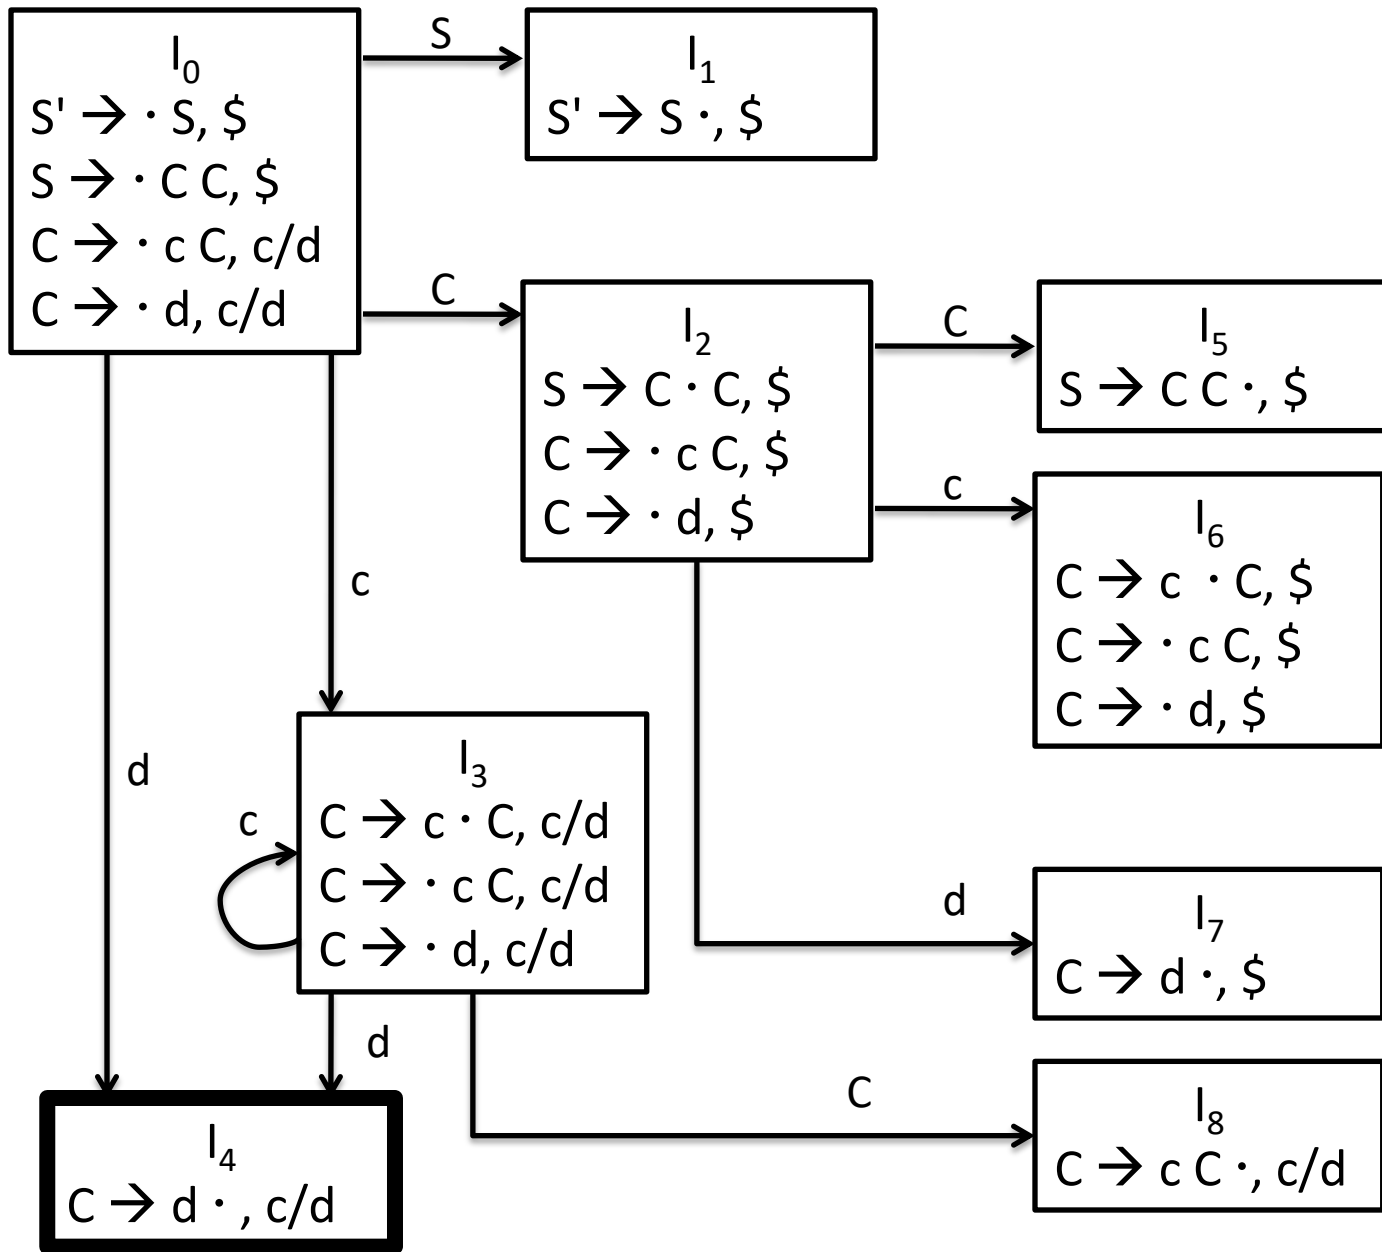 I₀
S' → · S, $
S → · C C, $
C → · c C, c/d
C → · d, c/d
S
I₁
S' → S ·, $
C
I₂
S → C · C, $
C → · c C, $
C → · d, $
C
I₅
S → C C ·, $
c
I₆
C → c · C, $
C → · c C, $
C → · d, $
c
d
I₃
C → c · C, c/d
C → · c C, c/d
C → · d, c/d
c
d
I₇
C → d ·, $
d
C
I₈
C → c C ·, c/d
I₄
C → d · , c/d